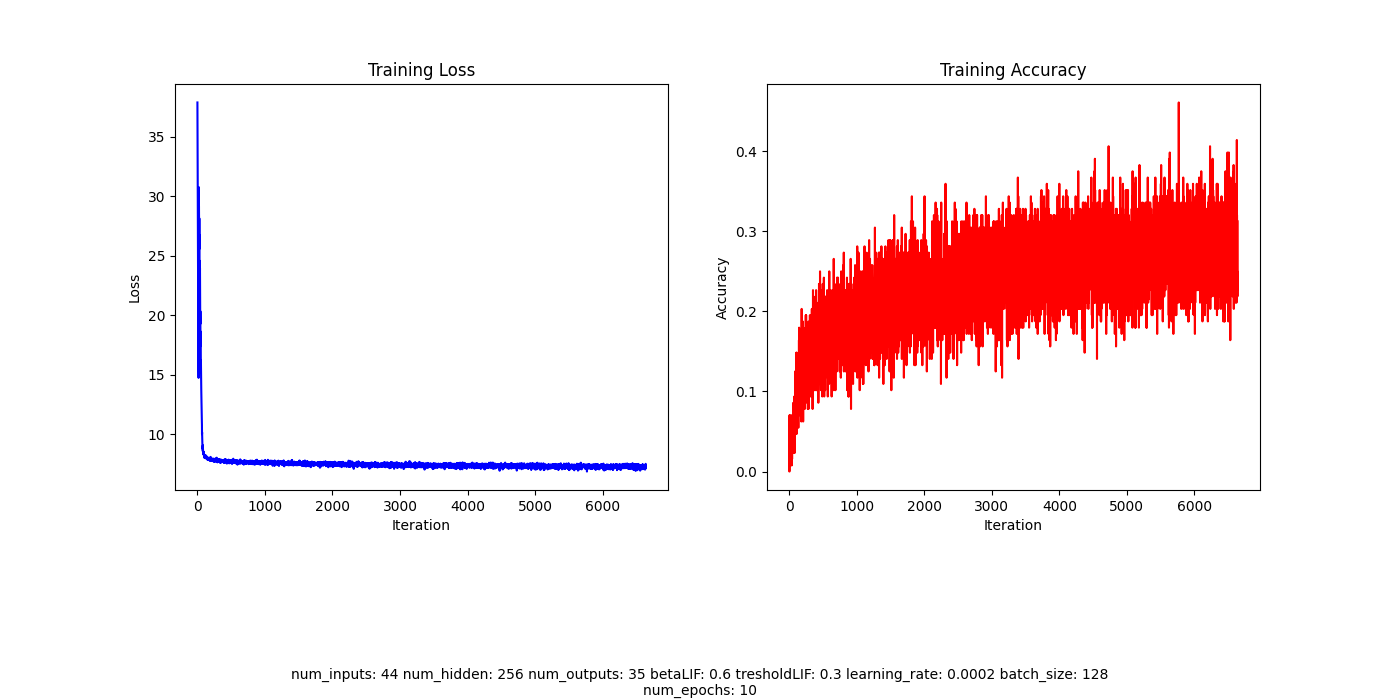 Training Loss
Loss
35
30
25
20
15
10
0 1000 2000 3000 4000 5000 6000
Iteration
Training Accuracy
Accuracy
0.4
0.3
0.2
0.1
0.0
0 1000 2000 3000 4000 5000 6000
Iteration
num_inputs: 44 num_hidden: 256 num_outputs: 35 betaLIF: 0.6 tresholdLIF: 0.3 learning_rate: 0.0002 batch_size: 128
num_epochs: 10